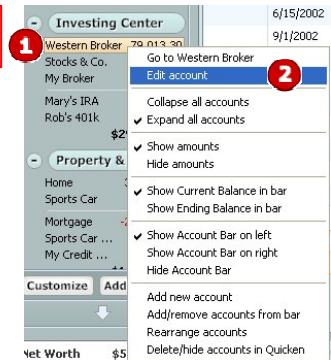 Investing Center
6/15/2002
1
Western Broker 79,013.30
9/1/2002
Stocks & Co.
My Broker
Mary's IRA
Rob's 401k
Go to Western Broker
Edit account
2
Collapse all accounts
Expand all accounts
Show amounts
Hide amounts
Show Current Balance in bar
Show Ending Balance in bar
Show Account Bar on left
Show Account Bar on right
Hide Account Bar
Add new account
Add/remove accounts from bar
Rearrange accounts
Delete/hide accounts in Quicken
Property &
Home
Sports Car
Mortgage
Sports Car ...
My Credit ...
Customize
Add
Net Worth